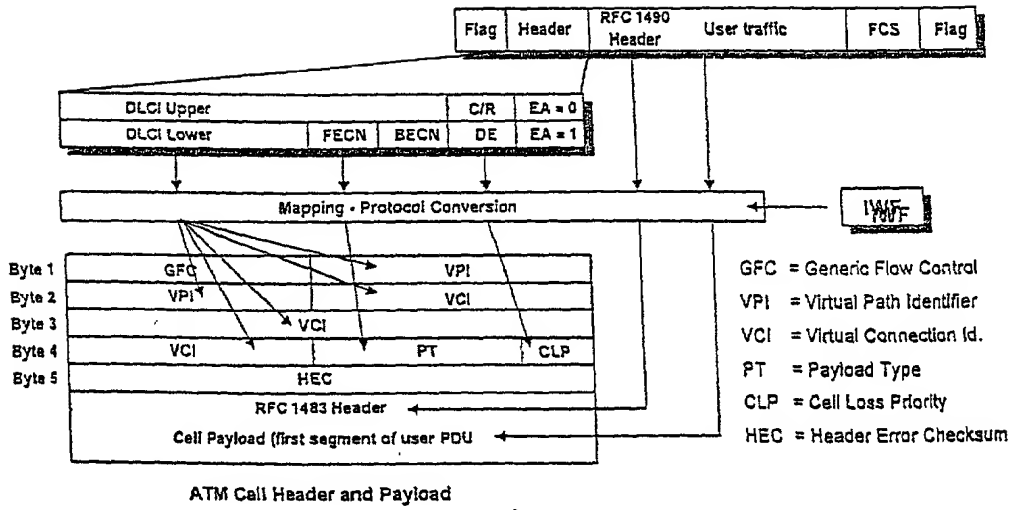 Flag Header RFC 1490 Header User traffic FCS Flag
DLCI Upper C/R EA = 0
DLCI Lower FECN BECN DE EA = 1
Mapping - Protocol Conversion
IWF
Byte 1 GFC VPI
Byte 2 VPI VCI
Byte 3 VCI
Byte 4 VCI PT CLP
Byte 5 HEC
RFC 1483 Header
Cell Payload (first segment of user PDU
GFC = Generic Flow Control
VPI = Virtual Path Identifier
VCI = Virtual Connection Id.
PT = Payload Type
CLP = Cell Loss Priority
HEC = Header Error Checksum
ATM Cell Header and Payload